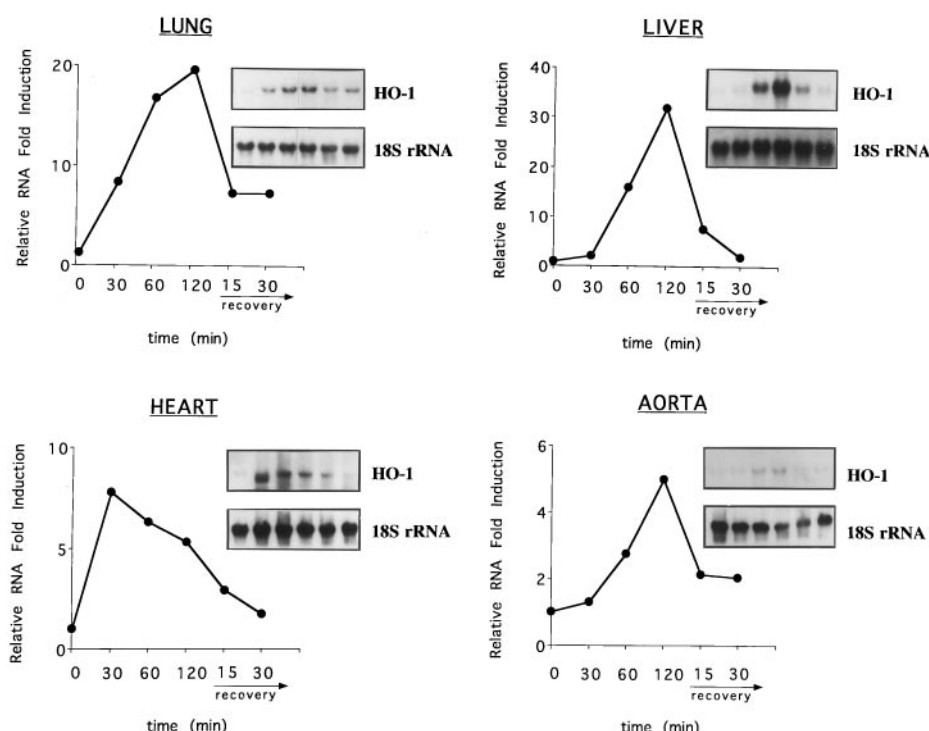 LUNG
20
10
0
Relative RNA Fold Induction
HO-1
18S rRNA
0 30 60 120 15 30
recovery
time (min)
LIVER
40
30
20
10
0
Relative RNA Fold Induction
HO-1
18S rRNA
0 30 60 120 15 30
recovery
time (min)
HEART
10
5
0
Relative RNA Fold Induction
HO-1
18S rRNA
0 30 60 120 15 30
recovery
time (min)
AORTA
6
4
2
0
Relative RNA Fold Induction
HO-1
18S rRNA
0 30 60 120 15 30
recovery
time (min)